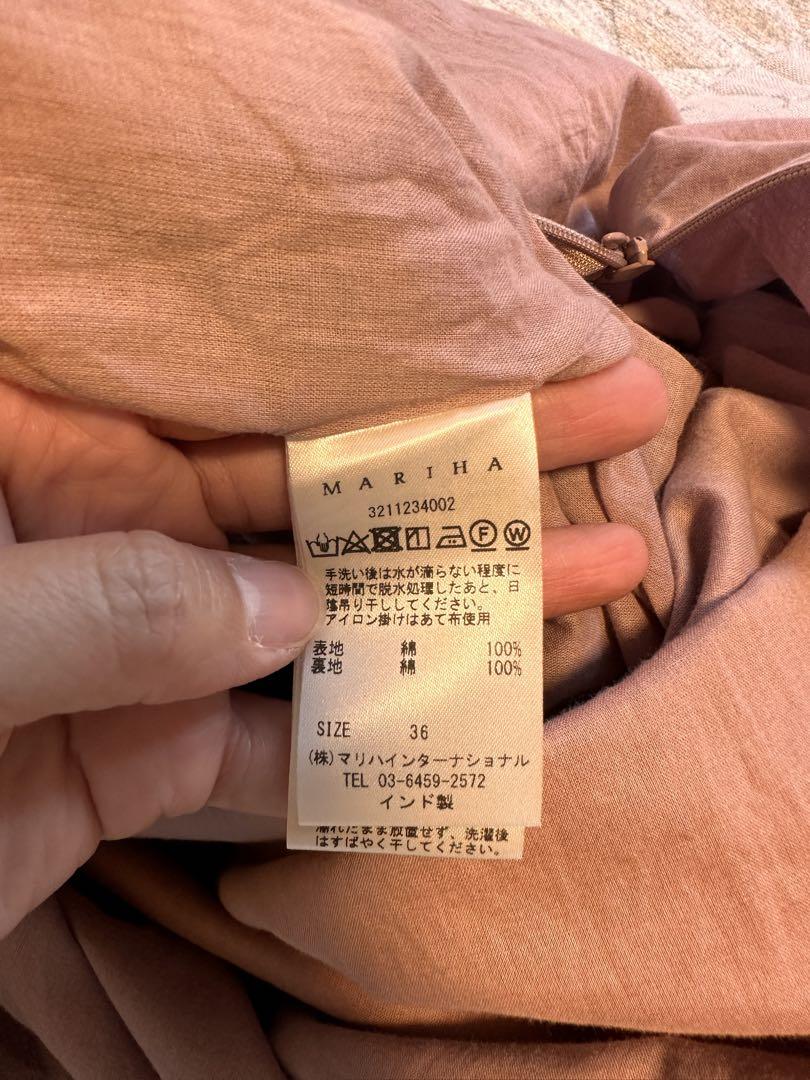 MARIHA
3211234002
F W
手洗い後は水が滴らない程度に
短時間で脱水処理したあと、日
陰吊り干ししてください。
アイロン掛けはあて布使用
表地 綿 100%
裏地 綿 100%
SIZE 36
(株)マリハインターナショナル
TEL 03-6459-2572
インド製
濡れたまま放置せず、洗濯後
はすばやく干してください。